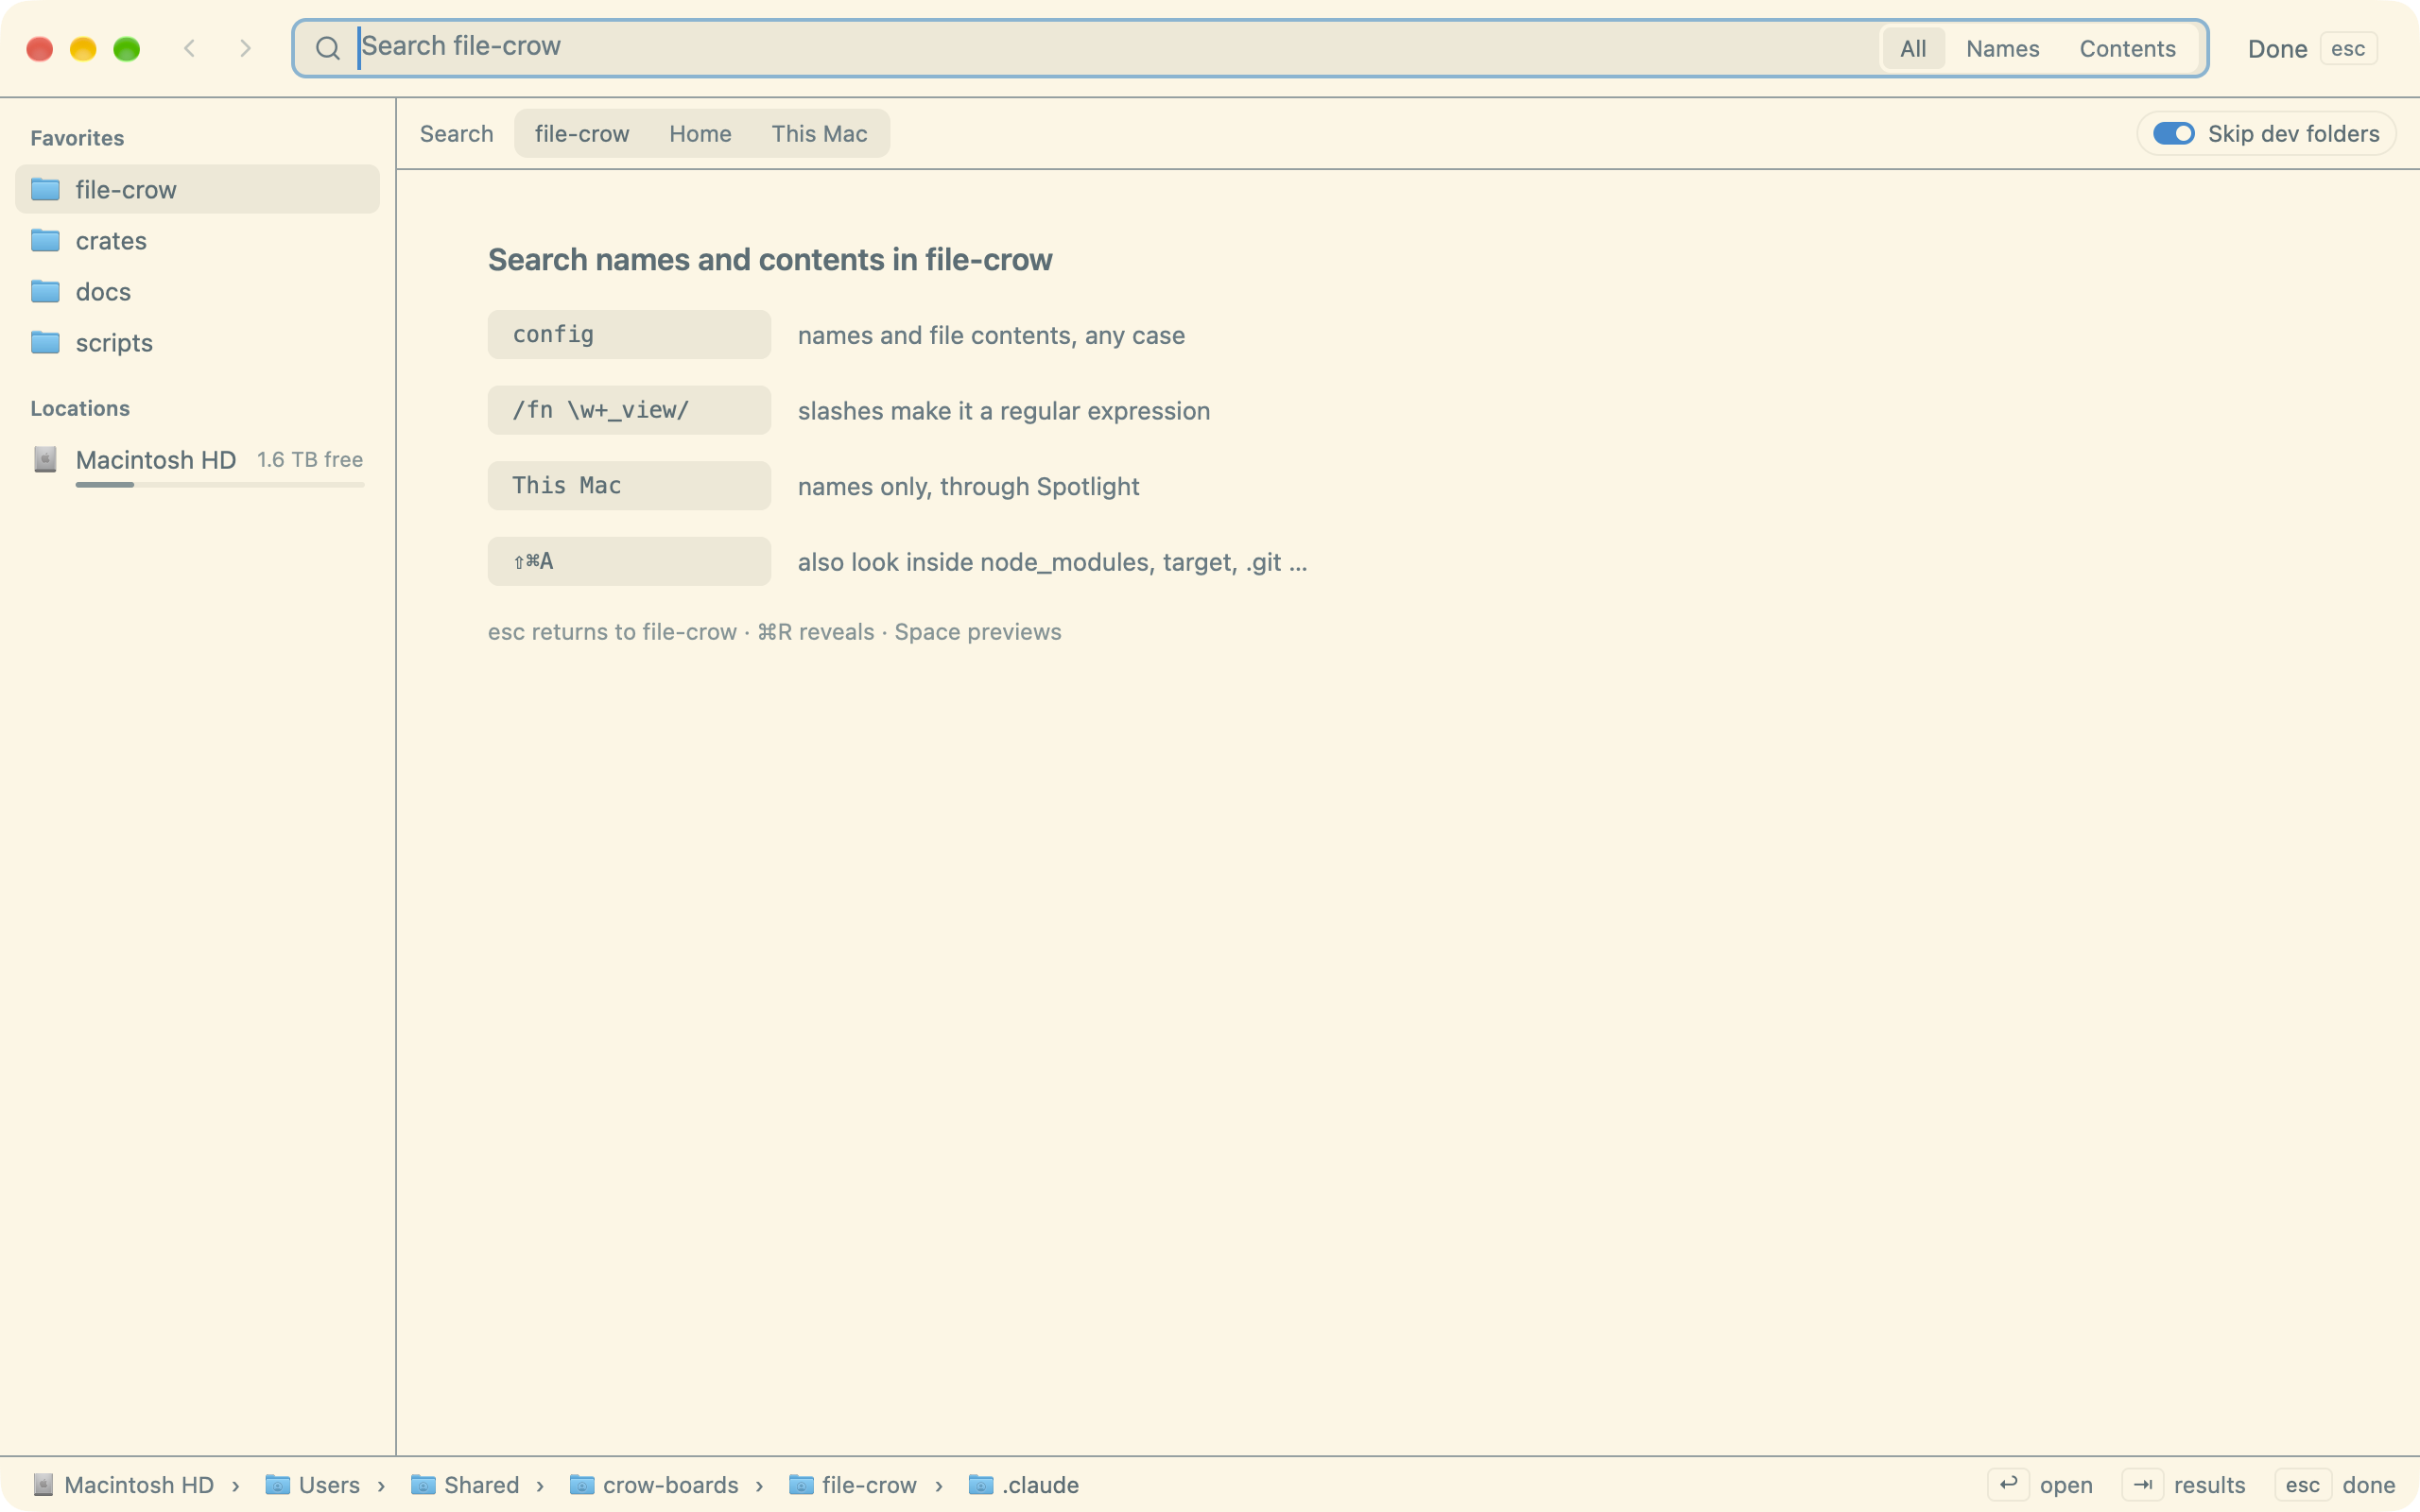 Search file-crow
All Names Contents
Done esc
Favorites
file-crow
crates
docs
scripts
Locations
Macintosh HD 1.6 TB free
Search file-crow Home This Mac
Skip dev folders
Search names and contents in file-crow
config names and file contents, any case
/fn \w+_view/ slashes make it a regular expression
This Mac names only, through Spotlight
⇧⌘A also look inside node_modules, target, .git ...
esc returns to file-crow · ⌘R reveals · Space previews
Macintosh HD › Users › Shared › crow-boards › file-crow › .claude
↩ open ⇥ results esc done